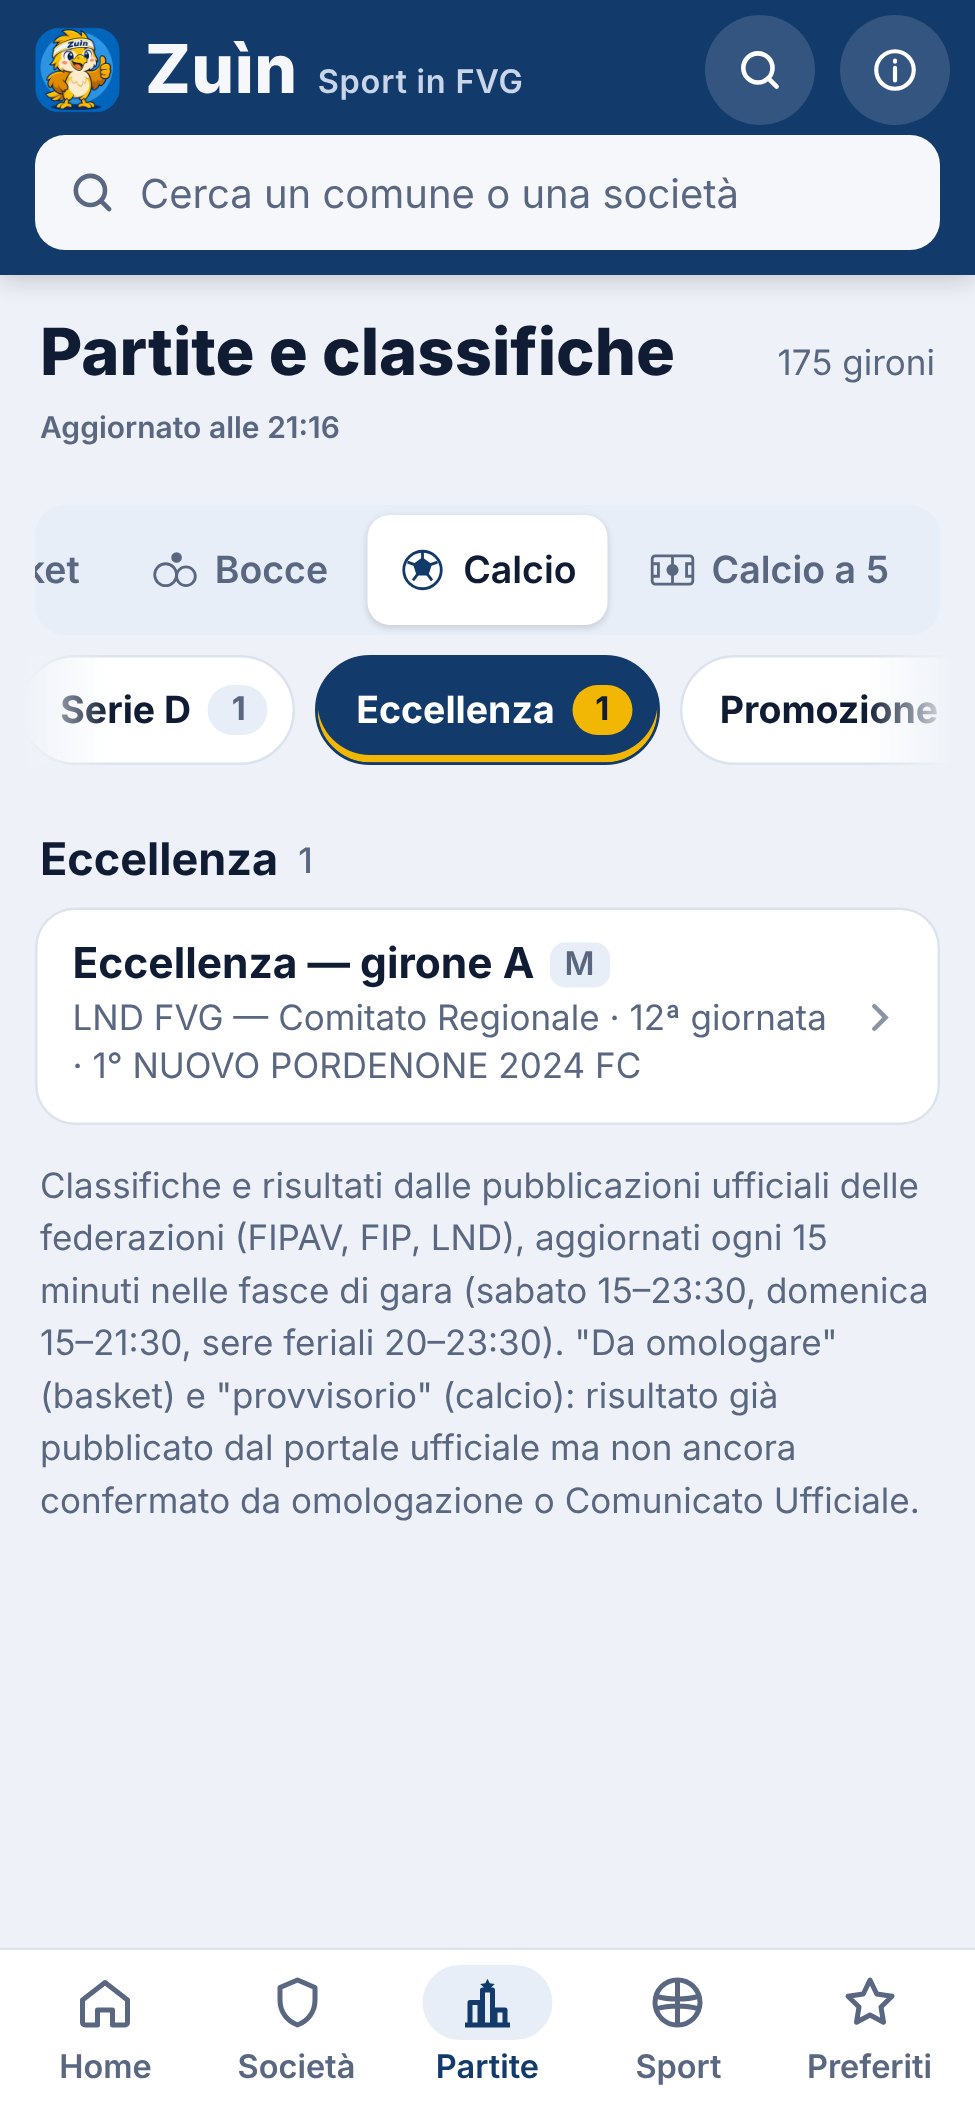 Zuìn
Zuìn Sport in FVG
Cerca un comune o una società
Partite e classifiche 175 gironi
Aggiornato alle 21:16
ket Bocce Calcio Calcio a 5
Serie D 1 Eccellenza 1 Promozione
Eccellenza 1
Eccellenza — girone A M
LND FVG — Comitato Regionale · 12ª giornata
· 1° NUOVO PORDENONE 2024 FC
Classifiche e risultati dalle pubblicazioni ufficiali delle
federazioni (FIPAV, FIP, LND), aggiornati ogni 15
minuti nelle fasce di gara (sabato 15–23:30, domenica
15–21:30, sere feriali 20–23:30). "Da omologare"
(basket) e "provvisorio" (calcio): risultato già
pubblicato dal portale ufficiale ma non ancora
confermato da omologazione o Comunicato Ufficiale.
Home Società Partite Sport Preferiti